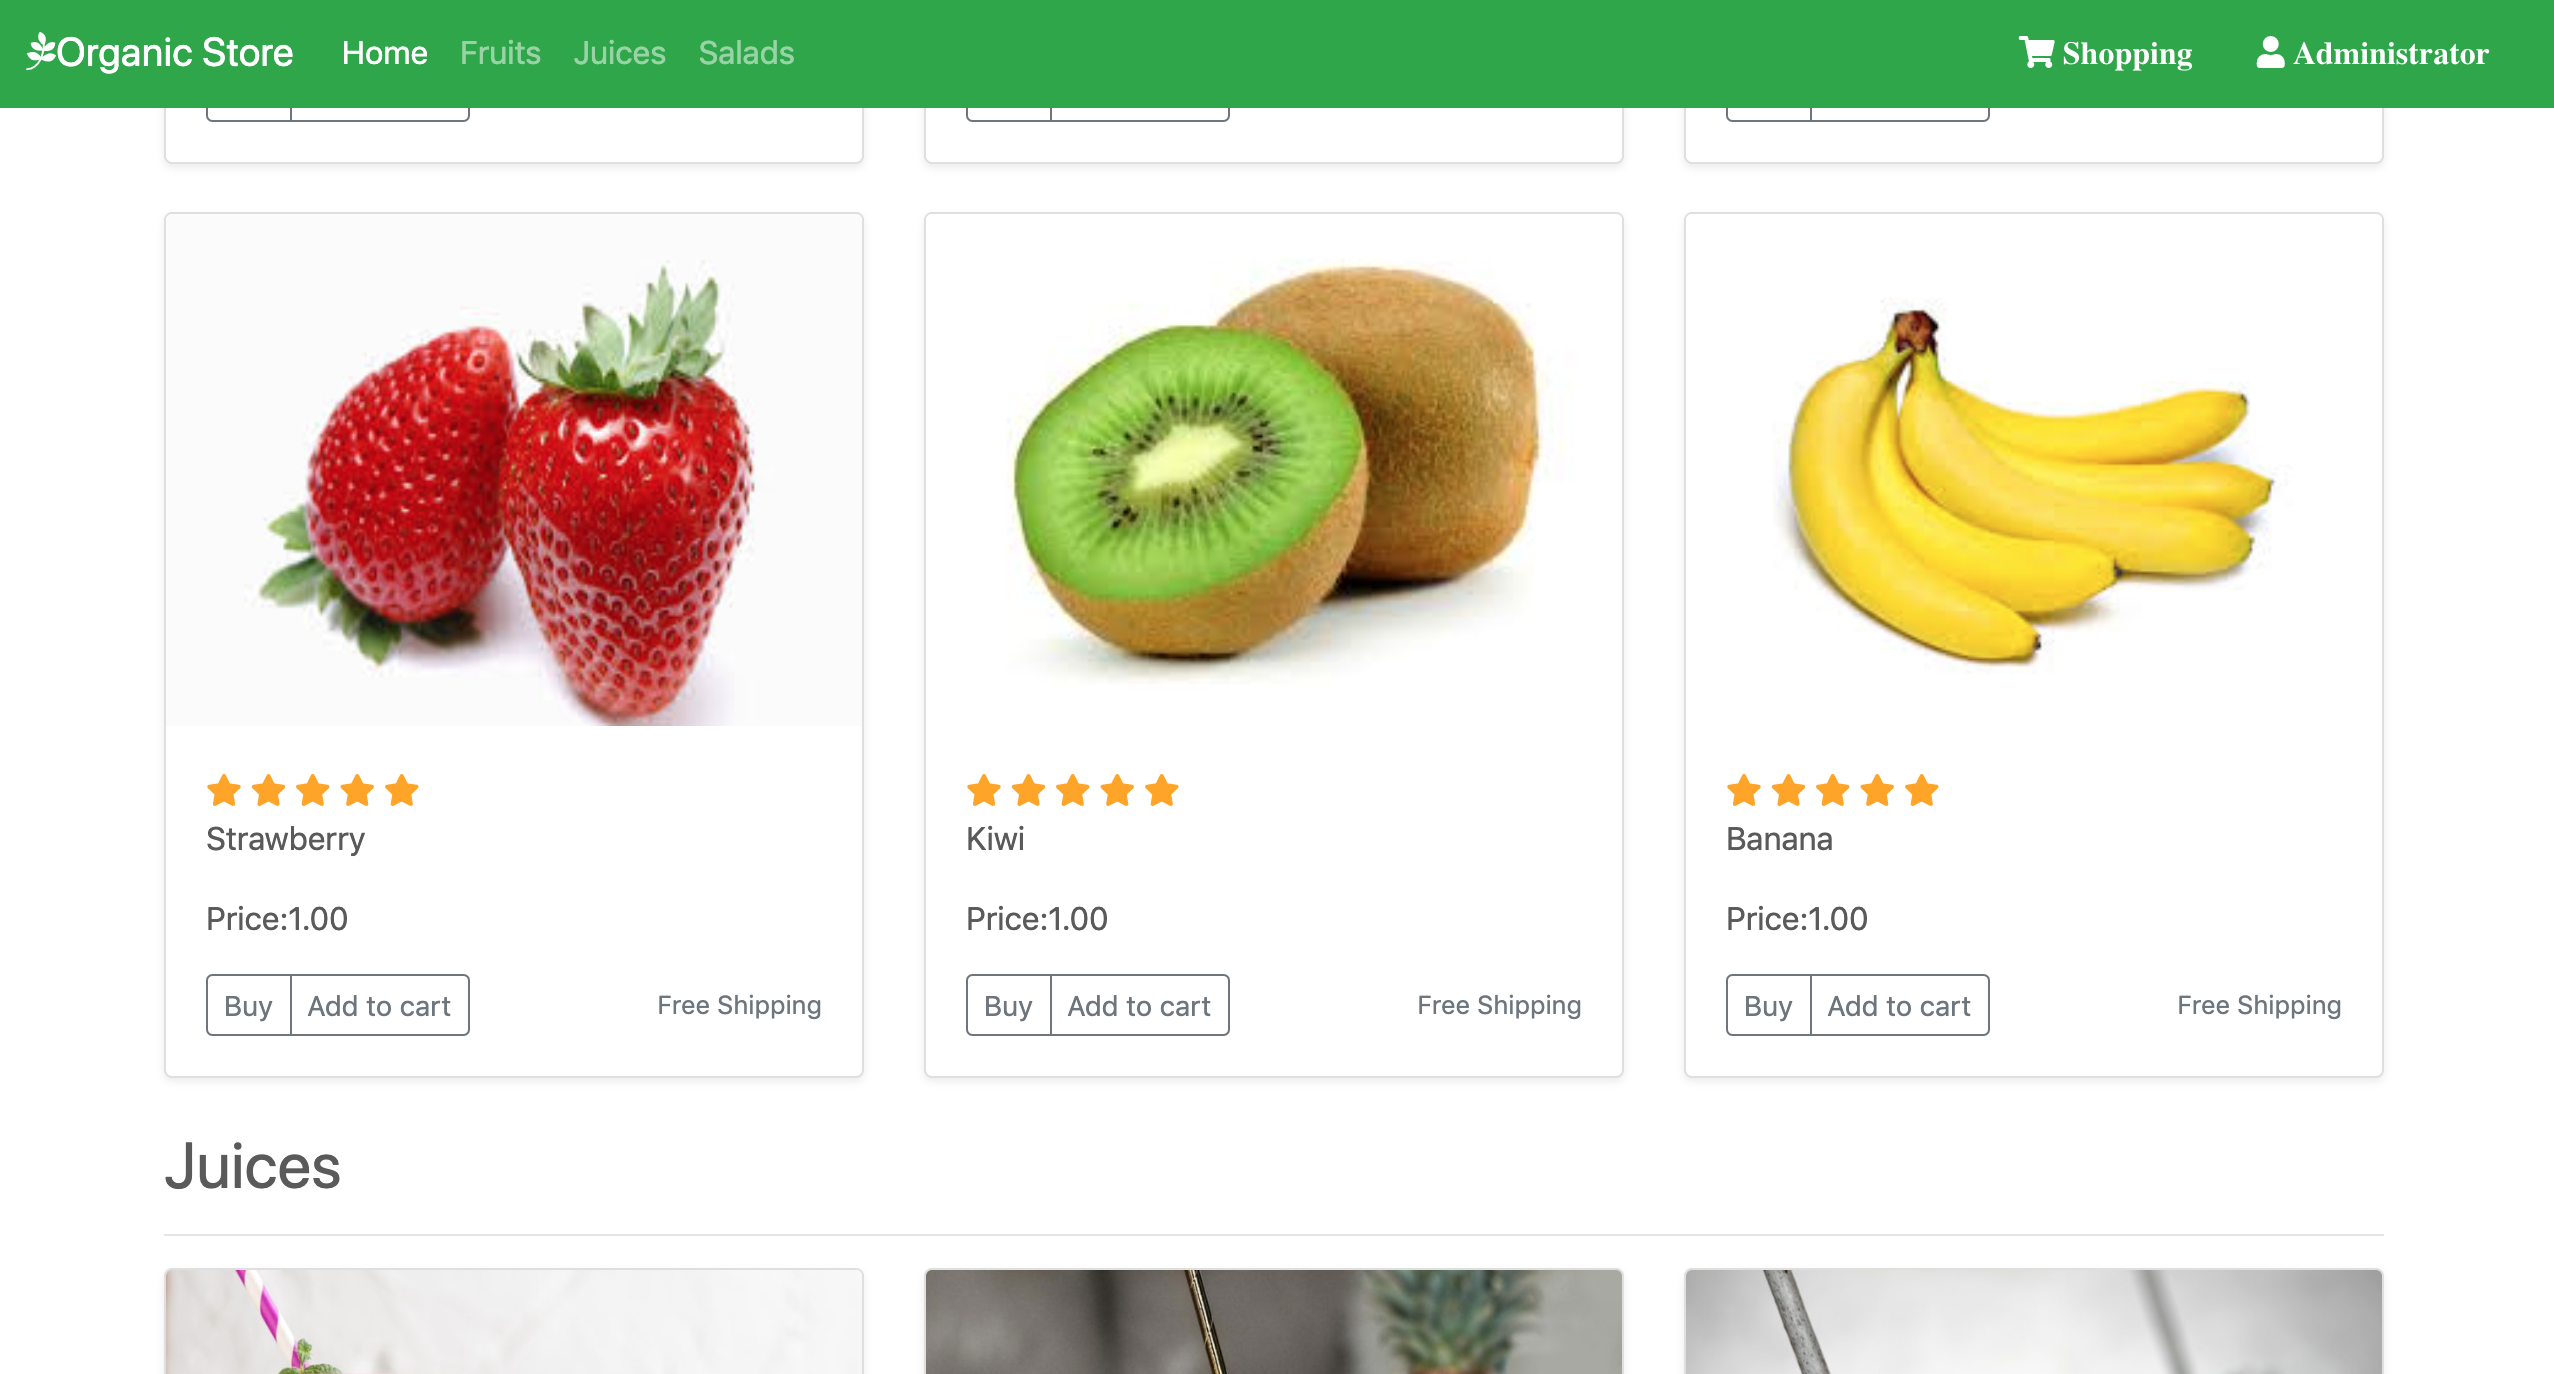 Organic Store Home Fruits Juices Salads Shopping Administrator
Strawberry
Price:1.00
Buy Add to cart Free Shipping
Kiwi
Price:1.00
Buy Add to cart Free Shipping
Banana
Price:1.00
Buy Add to cart Free Shipping
Juices